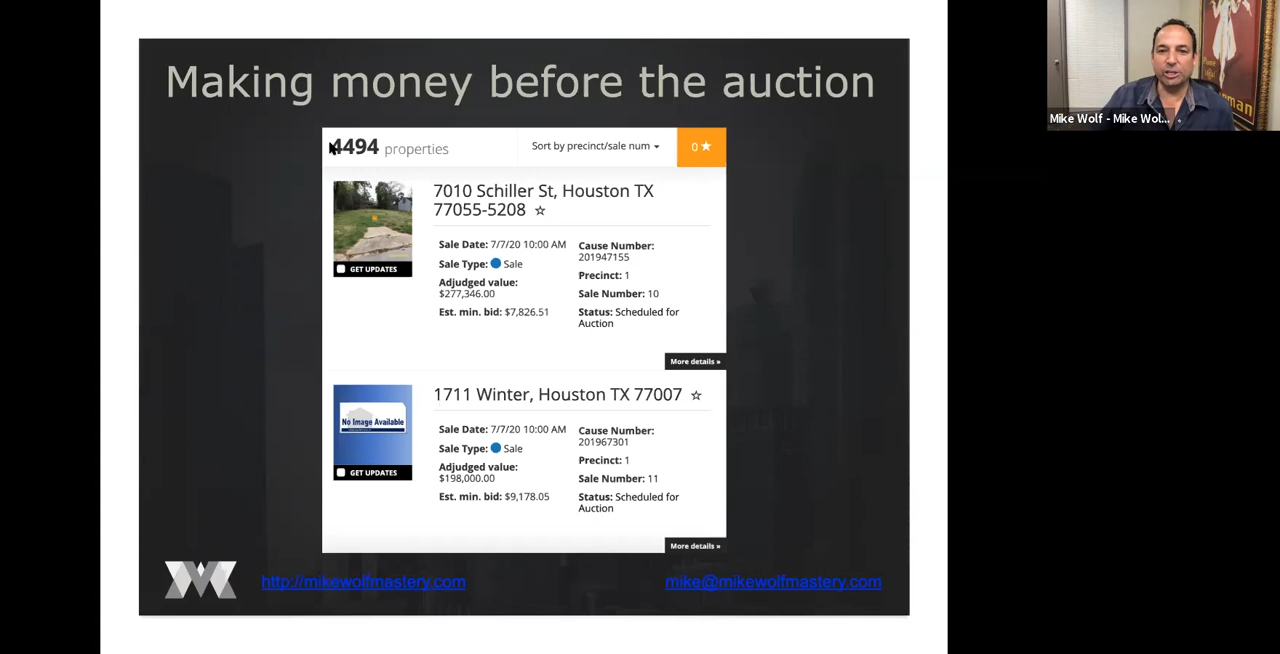 Making money before the auction
4494 properties
Sort by precinct/sale num
0
7010 Schiller St, Houston TX
77055-5208
GET UPDATES
Sale Date: 7/7/20 10:00 AM
Sale Type: Sale
Adjudged value:
$277,346.00
Est. min. bid: $7,826.51
Cause Number:
201947155
Precinct: 1
Sale Number: 10
Status: Scheduled for
Auction
More details »
1711 Winter, Houston TX 77007
No Image Available
GET UPDATES
Sale Date: 7/7/20 10:00 AM
Sale Type: Sale
Adjudged value:
$198,000.00
Est. min. bid: $9,178.05
Cause Number:
201967301
Precinct: 1
Sale Number: 11
Status: Scheduled for
Auction
More details »
http://mikewolfmastery.com
mike@mikewolfmastery.com
Mike Wolf - Mike Wol...